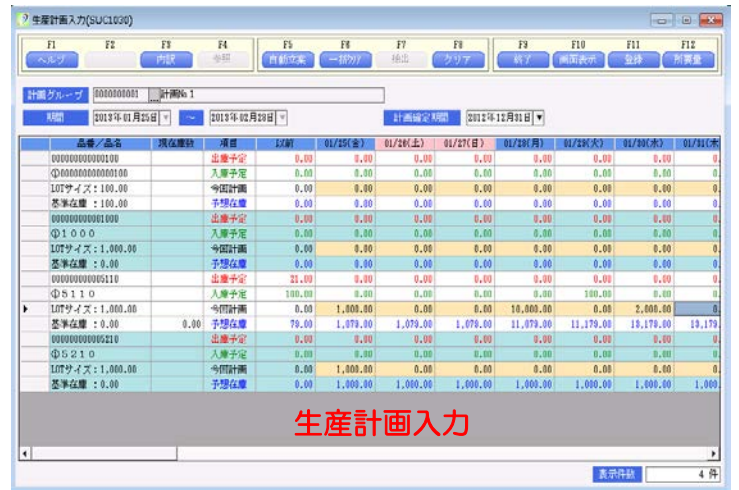 生産計画入力(SUC1030)
F1 F2 F3 F4 F5 F6 F7 F8 F9 F10 F11 F12
ヘルプ 内訳 参照 自動立案 一括クリア 抽出 クリア 終了 画面表示 登録 所要量
計画グループ 0000000001 ... 計画No.1
期間 2013年01月25日 ～ 2013年02月28日 計画確定期間 2012年12月31日
品番／品名 現在庫数 項目 以前 01/25(金) 01/26(土) 01/27(日) 01/28(月) 01/29(火) 01/30(水) 01/31(木
000000000000100 出庫予定 0.00 0.00 0.00 0.00 0.00 0.00 0.00 0.
①000000000000100 入庫予定 0.00 0.00 0.00 0.00 0.00 0.00 0.00 0.
LOTサイズ：100.00 今回計画 0.00 0.00 0.00 0.00 0.00 0.00 0.00 0.
基準在庫 ：100.00 予想在庫 0.00 0.00 0.00 0.00 0.00 0.00 0.00 0.
000000000001000 出庫予定 0.00 0.00 0.00 0.00 0.00 0.00 0.00 0.
①１０００ 入庫予定 0.00 0.00 0.00 0.00 0.00 0.00 0.00 0.
LOTサイズ：1,000.00 今回計画 0.00 0.00 0.00 0.00 0.00 0.00 0.00 0.
基準在庫 ：0.00 予想在庫 0.00 0.00 0.00 0.00 0.00 0.00 0.00 0.
000000000005110 出庫予定 21.00 0.00 0.00 0.00 0.00 0.00 0.00 0.
①５１１０ 入庫予定 100.00 0.00 0.00 0.00 0.00 100.00 0.00 0.
LOTサイズ：1,000.00 今回計画 0.00 1,000.00 0.00 0.00 10,000.00 0.00 2,000.00 0.
基準在庫 ：0.00 0.00 予想在庫 79.00 1,079.00 1,079.00 1,079.00 11,079.00 11,179.00 13,179.00 13,179.
000000000005210 出庫予定 0.00 0.00 0.00 0.00 0.00 0.00 0.00 0.
①５２１０ 入庫予定 0.00 0.00 0.00 0.00 0.00 0.00 0.00 0.
LOTサイズ：1,000.00 今回計画 0.00 1,000.00 0.00 0.00 0.00 0.00 0.00 0.
基準在庫 ：0.00 予想在庫 0.00 1,000.00 1,000.00 1,000.00 1,000.00 1,000.00 1,000.00 1,000.
生産計画入力
表示件数 4 件